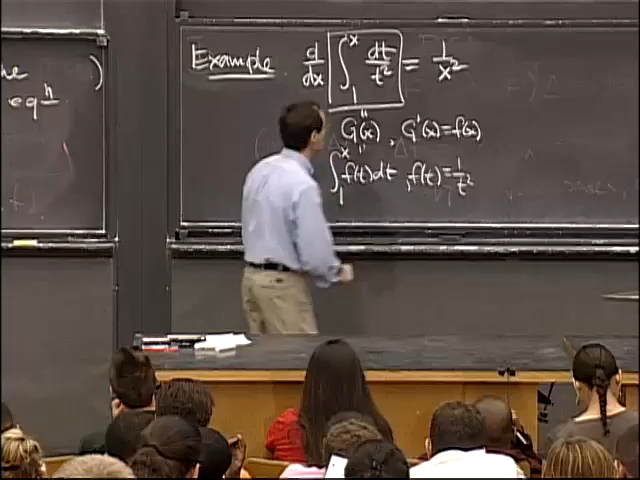 Example d/dx ∫₁ˣ dt/t² = 1/x²
G(x), G'(x) = f(x)
∫₁ˣ f(t)dt, f(t) = 1/t²
eqⁿ